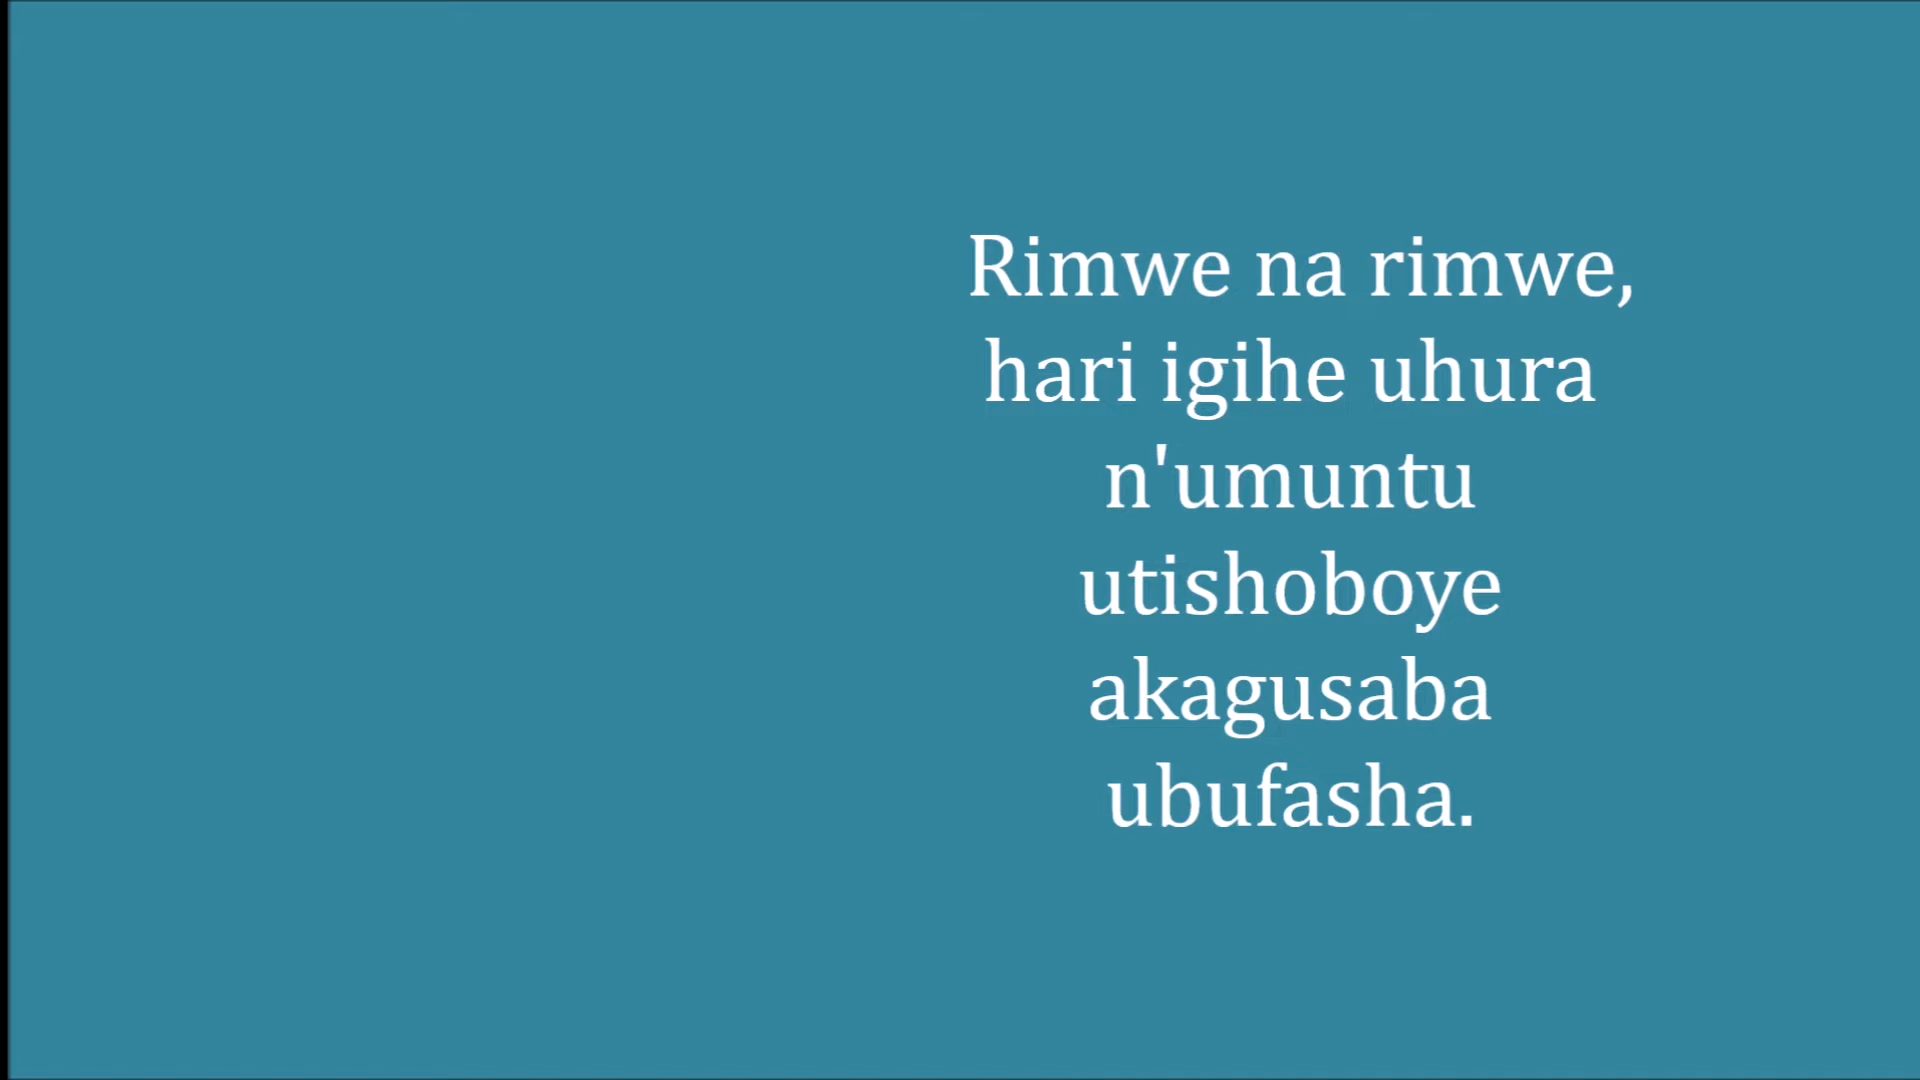 Rimwe na rimwe,
hari igihe uhura
n'umuntu
utishoboye
akagusaba
ubufasha.